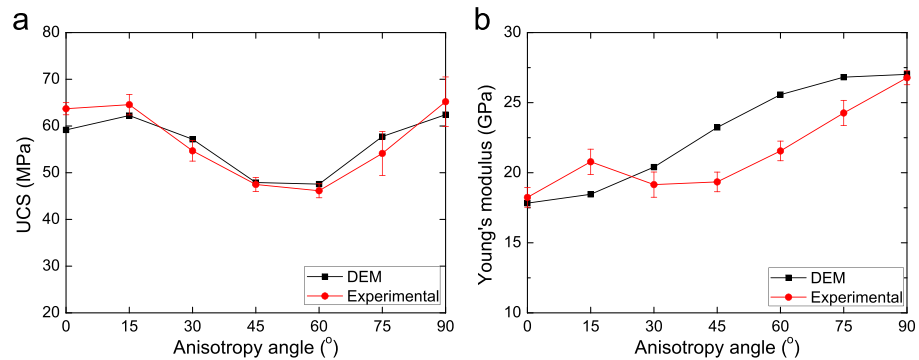 a
80
70
60
50
40
30
20
UCS (MPa)
DEM
Experimental
0 15 30 45 60 75 90
Anisotropy angle (°)
b
30
25
20
15
10
Young's modulus (GPa)
DEM
Experimental
0 15 30 45 60 75 90
Anisotropy angle (°)